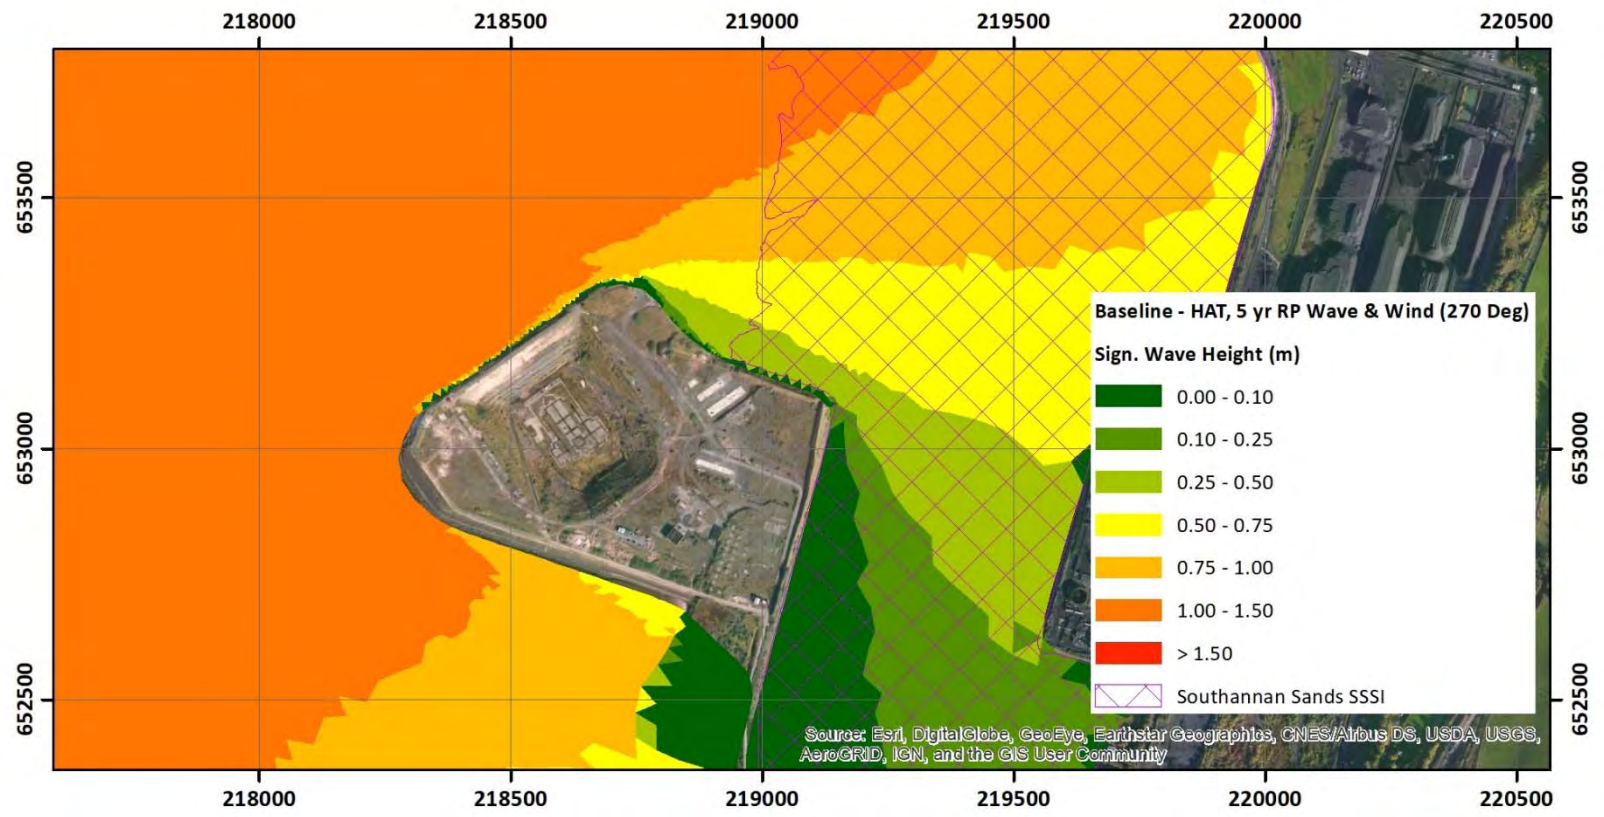 218000 218500 219000 219500 220000 220500
653500 653500
653000 653000
652500 652500
Baseline - HAT, 5 yr RP Wave & Wind (270 Deg)
Sign. Wave Height (m)
0.00 - 0.10
0.10 - 0.25
0.25 - 0.50
0.50 - 0.75
0.75 - 1.00
1.00 - 1.50
> 1.50
Southannan Sands SSSI
Source: Esri, DigitalGlobe, GeoEye, Earthstar Geographics, CNES/Airbus DS, USDA, USGS,
AeroGRID, IGN, and the GIS User Community
218000 218500 219000 219500 220000 220500